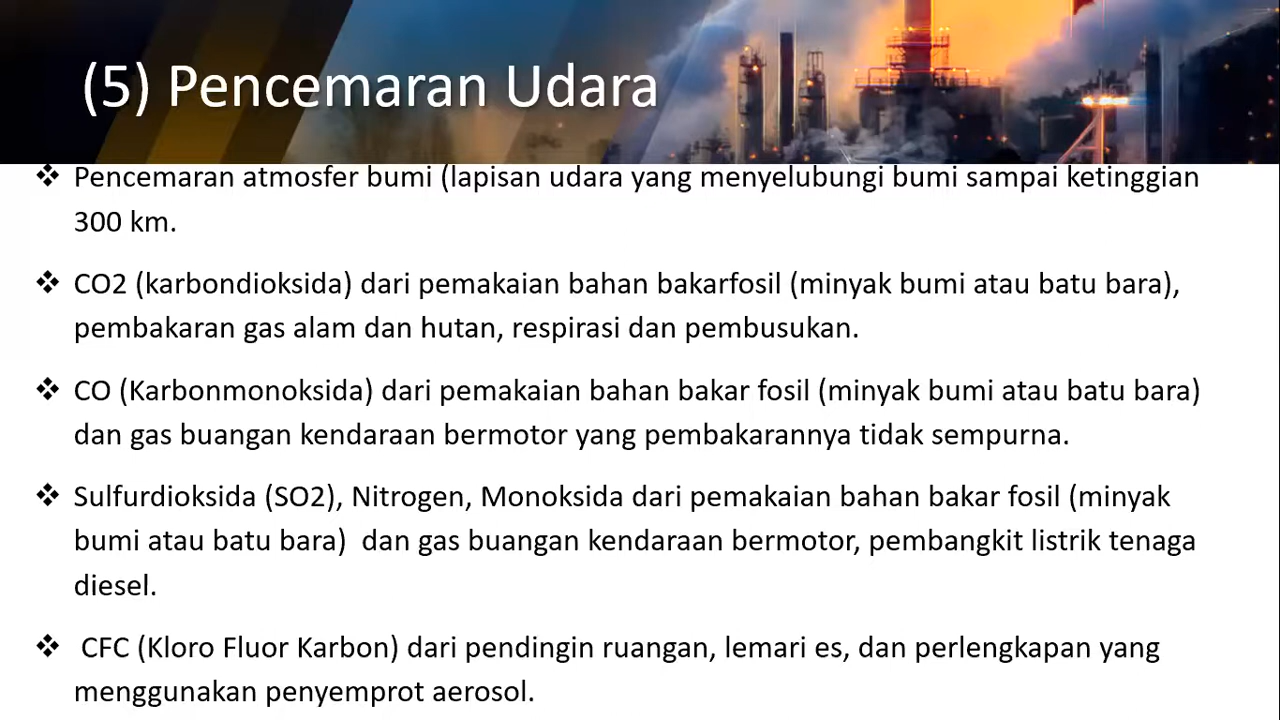 (5) Pencemaran Udara
❖ Pencemaran atmosfer bumi (lapisan udara yang menyelubungi bumi sampai ketinggian
300 km.
❖ CO2 (karbondioksida) dari pemakaian bahan bakarfosil (minyak bumi atau batu bara),
pembakaran gas alam dan hutan, respirasi dan pembusukan.
❖ CO (Karbonmonoksida) dari pemakaian bahan bakar fosil (minyak bumi atau batu bara)
dan gas buangan kendaraan bermotor yang pembakarannya tidak sempurna.
❖ Sulfurdioksida (SO2), Nitrogen, Monoksida dari pemakaian bahan bakar fosil (minyak
bumi atau batu bara)  dan gas buangan kendaraan bermotor, pembangkit listrik tenaga
diesel.
❖ CFC (Kloro Fluor Karbon) dari pendingin ruangan, lemari es, dan perlengkapan yang
menggunakan penyemprot aerosol.